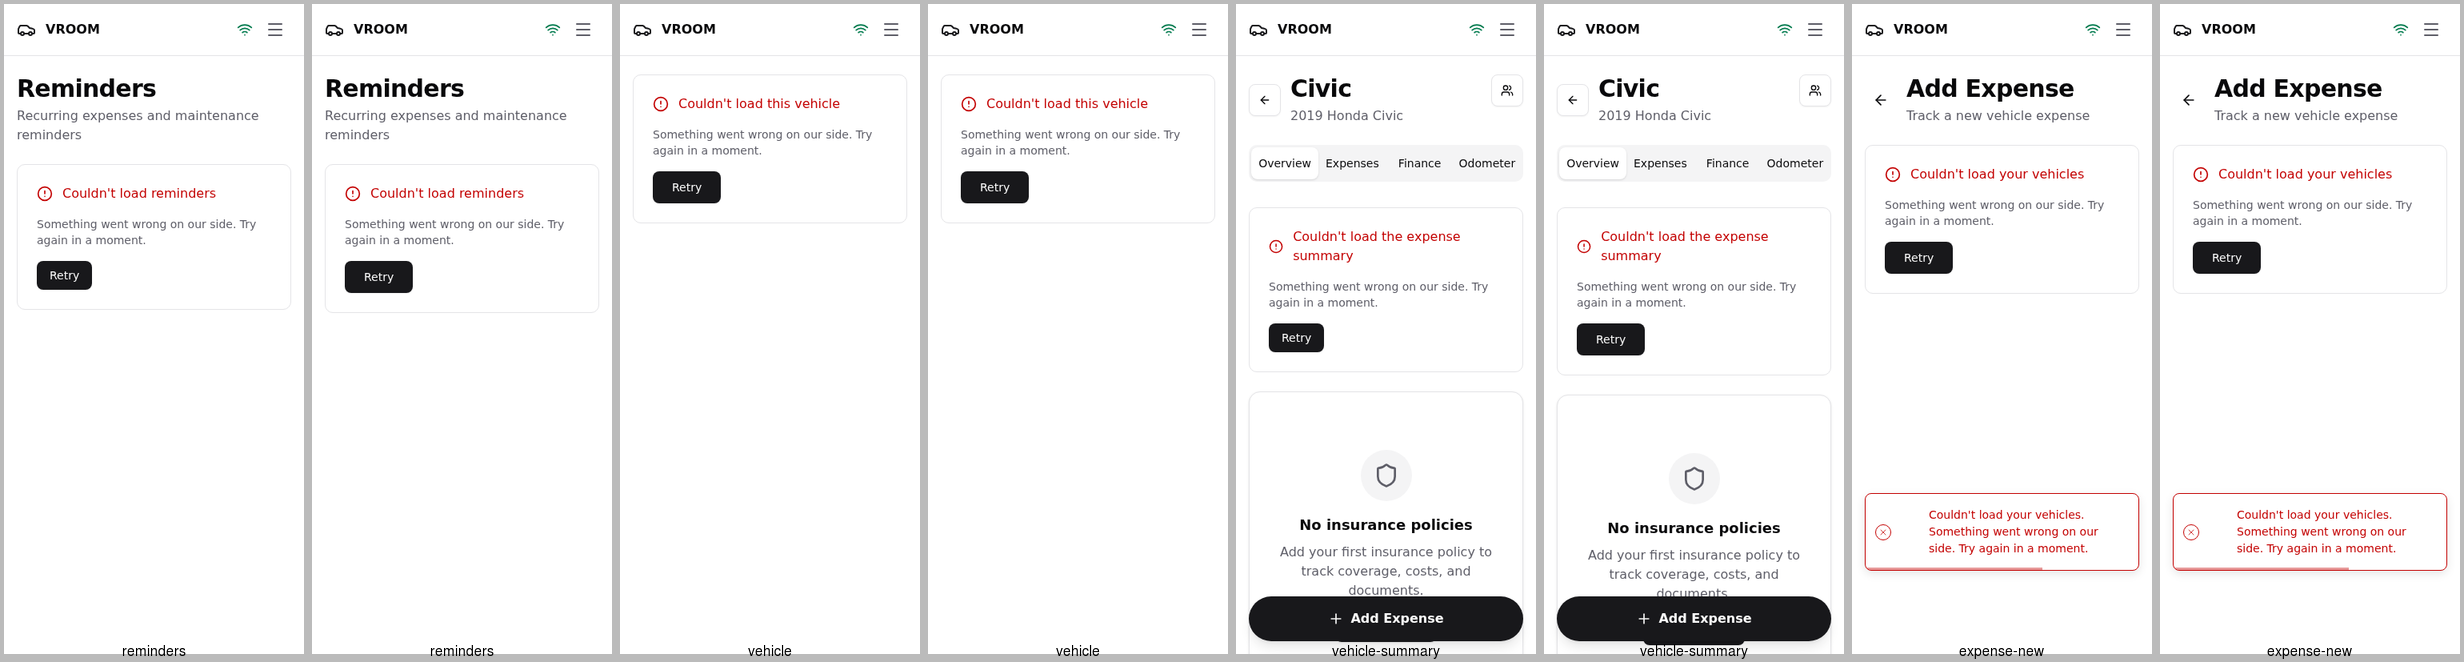 VROOM
Reminders
Recurring expenses and maintenance
reminders
Couldn't load reminders
Something went wrong on our side. Try
again in a moment.
Retry
reminders
VROOM
Reminders
Recurring expenses and maintenance
reminders
Couldn't load reminders
Something went wrong on our side. Try
again in a moment.
Retry
reminders
VROOM
Couldn't load this vehicle
Something went wrong on our side. Try
again in a moment.
Retry
vehicle
VROOM
Couldn't load this vehicle
Something went wrong on our side. Try
again in a moment.
Retry
vehicle
VROOM
Civic
2019 Honda Civic
Overview Expenses Finance Odometer
Couldn't load the expense
summary
Something went wrong on our side. Try
again in a moment.
Retry
No insurance policies
Add your first insurance policy to
track coverage, costs, and
documents.
Add Expense
vehicle-summary
VROOM
Civic
2019 Honda Civic
Overview Expenses Finance Odometer
Couldn't load the expense
summary
Something went wrong on our side. Try
again in a moment.
Retry
No insurance policies
Add your first insurance policy to
track coverage, costs, and
documents.
Add Expense
vehicle-summary
VROOM
Add Expense
Track a new vehicle expense
Couldn't load your vehicles
Something went wrong on our side. Try
again in a moment.
Retry
Couldn't load your vehicles.
Something went wrong on our
side. Try again in a moment.
expense-new
VROOM
Add Expense
Track a new vehicle expense
Couldn't load your vehicles
Something went wrong on our side. Try
again in a moment.
Retry
Couldn't load your vehicles.
Something went wrong on our
side. Try again in a moment.
expense-new